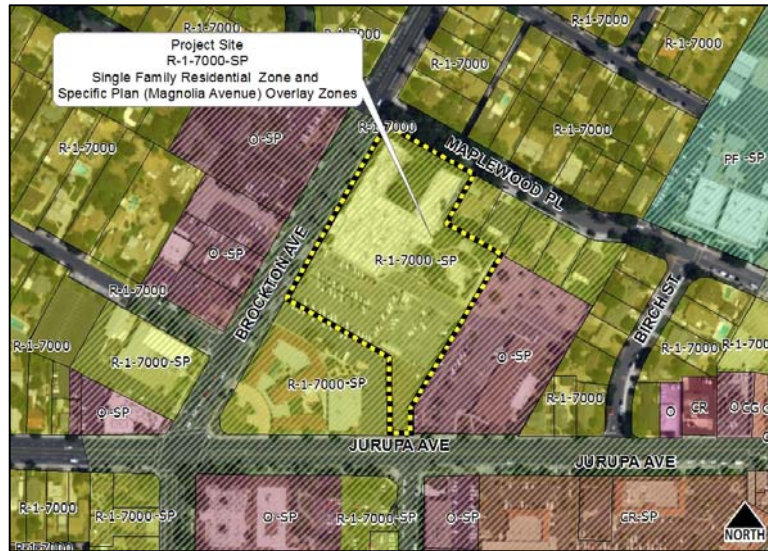 Project Site
R-1-7000-SP
Single Family Residential Zone and
Specific Plan (Magnolia Avenue) Overlay Zones
R-1-7000
O -SP
R-1-7000
MAPLEWOOD PL
R-1-7000
PF -SP
R-1-7000
O -SP
BROCKTON AVE
R-1-7000 -SP
R-1-7000
R-1-7000
R-1-7000-SP
R-1-7000-SP
O -SP
BIRCH ST
R-1-7000
R-1-7000
O-SP
O
CR
O
CG
JURUPA AVE
JURUPA AVE
R-1-7000
R-1-7000-SP
O-SP
R-1-7000-SP
O-SP
CR-SP
R-1-7000
NORTH